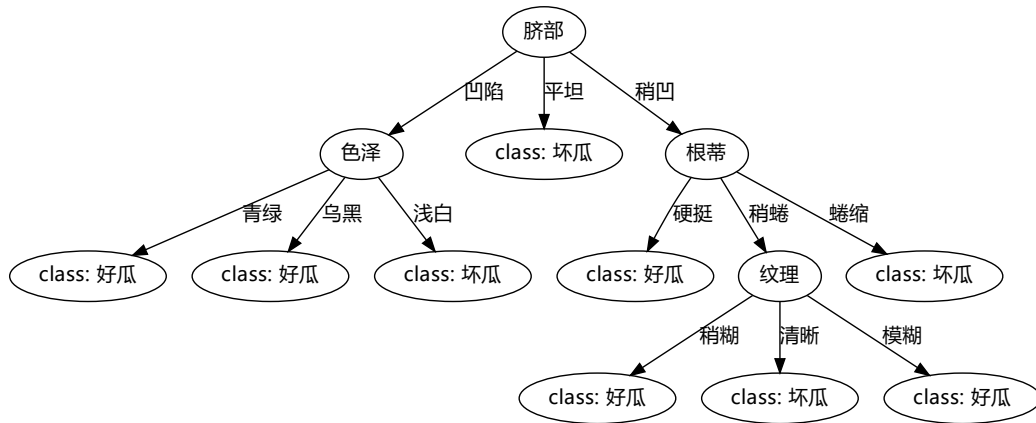 脐部
凹陷
平坦
稍凹
色泽
class: 坏瓜
根蒂
青绿
乌黑
浅白
硬挺
稍蜷
蜷缩
class: 好瓜
class: 好瓜
class: 坏瓜
class: 好瓜
纹理
class: 坏瓜
稍糊
清晰
模糊
class: 好瓜
class: 坏瓜
class: 好瓜